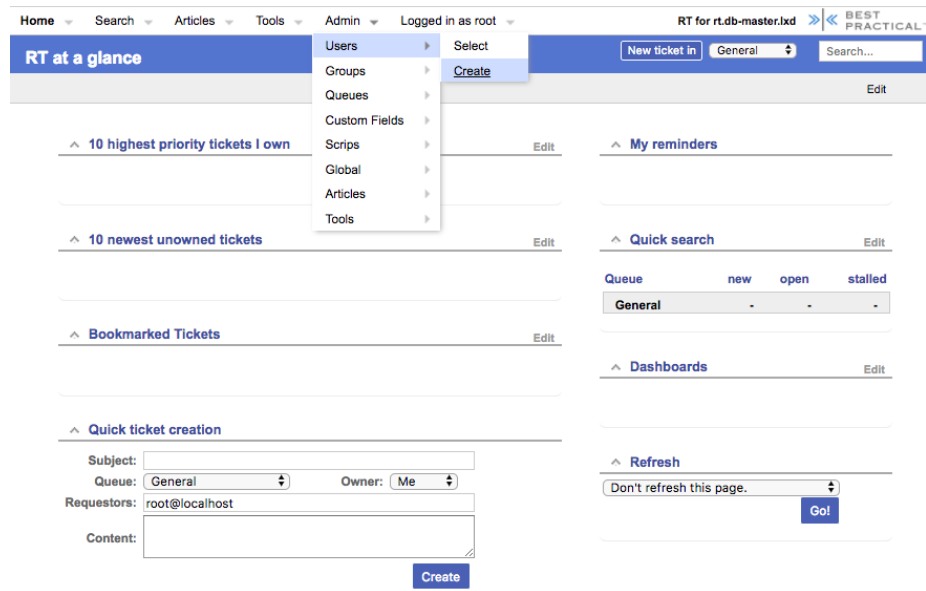 Home Search Articles Tools Admin Logged in as root RT for rt.db-master.lxd BEST PRACTICAL™
RT at a glance New ticket in General Search...
Edit
Users Select
Create
Groups
Queues
Custom Fields
Scrips
Global
Articles
Tools
10 highest priority tickets I own Edit
10 newest unowned tickets Edit
Bookmarked Tickets Edit
Quick ticket creation
Subject:
Queue: General Owner: Me
Requestors: root@localhost
Content:
Create
My reminders
Quick search Edit
Queue new open stalled
General - - -
Dashboards Edit
Refresh
Don't refresh this page.
Go!